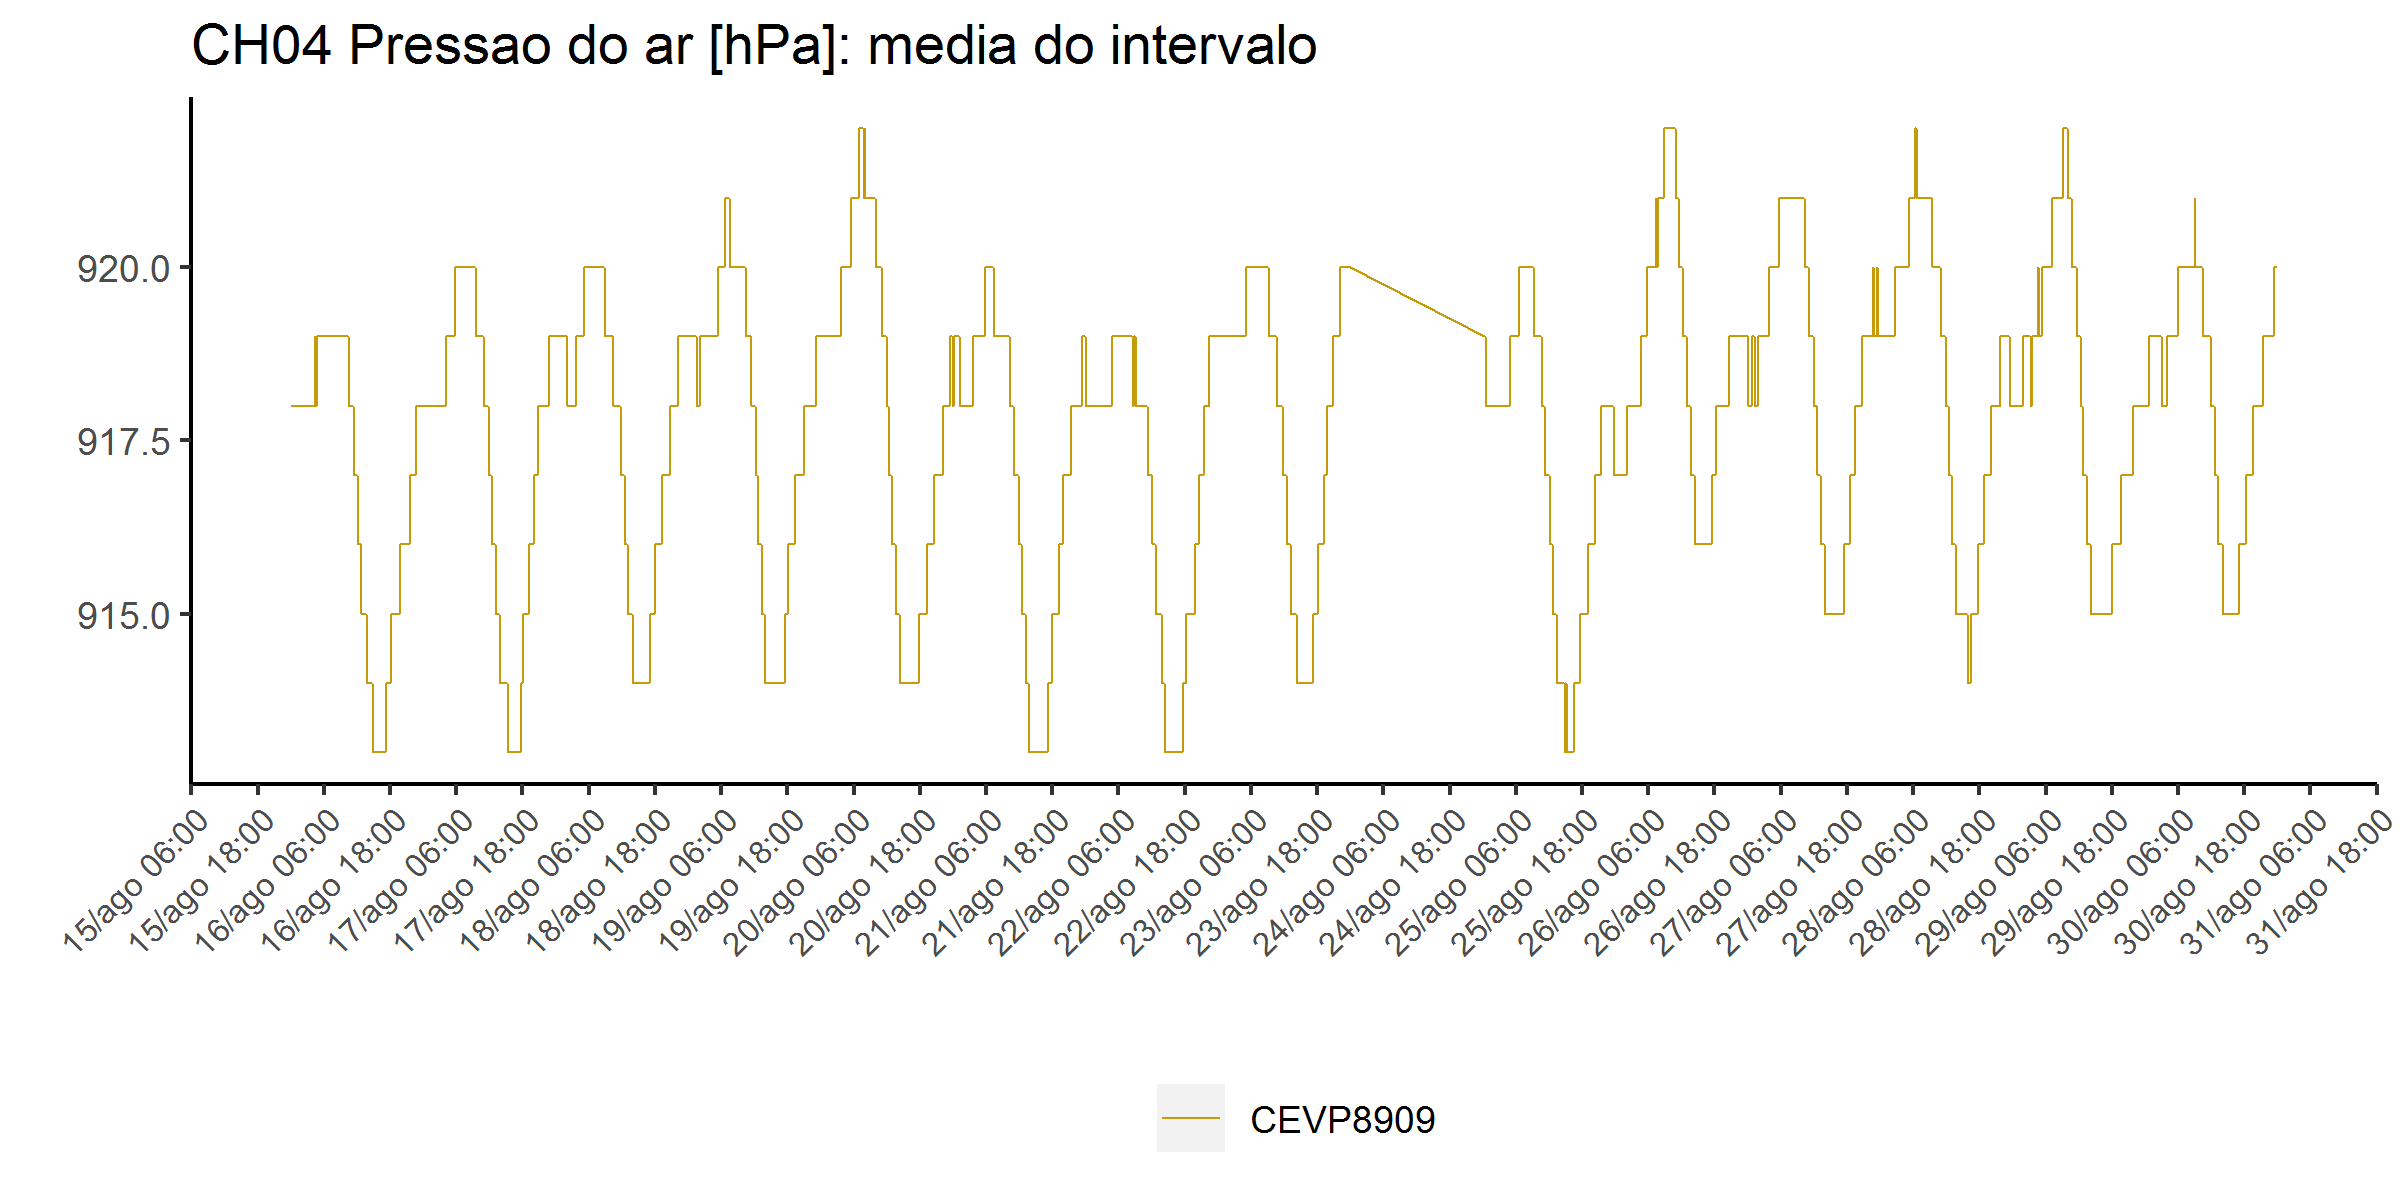 CH04 Pressao do ar [hPa]: media do intervalo
920.0
917.5
915.0
15/ago 06:00
15/ago 18:00
16/ago 06:00
16/ago 18:00
17/ago 06:00
17/ago 18:00
18/ago 06:00
18/ago 18:00
19/ago 06:00
19/ago 18:00
20/ago 06:00
20/ago 18:00
21/ago 06:00
21/ago 18:00
22/ago 06:00
22/ago 18:00
23/ago 06:00
23/ago 18:00
24/ago 06:00
24/ago 18:00
25/ago 06:00
25/ago 18:00
26/ago 06:00
26/ago 18:00
27/ago 06:00
27/ago 18:00
28/ago 06:00
28/ago 18:00
29/ago 06:00
29/ago 18:00
30/ago 06:00
30/ago 18:00
31/ago 06:00
31/ago 18:00
CEVP8909